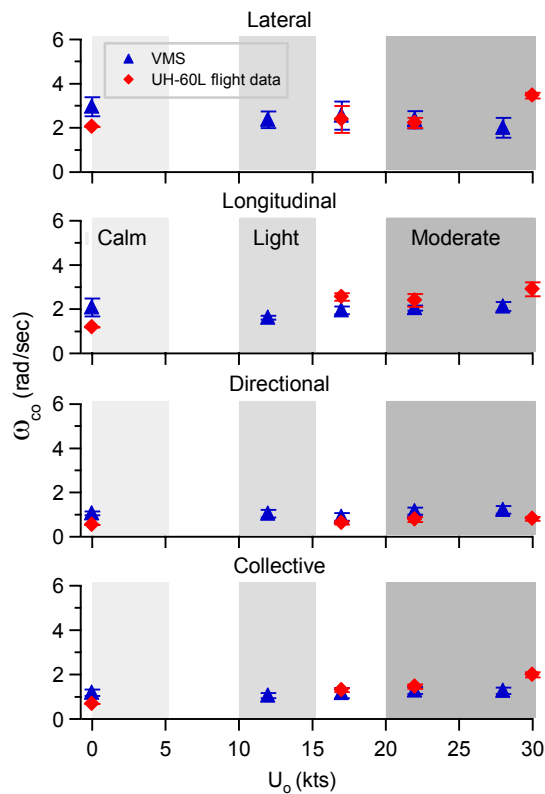 Lateral
6
4
2
0
VMS
UH-60L flight data
Longitudinal
6
4
2
0
Calm Light Moderate
Directional
6
4
2
0
Collective
6
4
2
0
0 5 10 15 20 25 30
U₀ (kts)
ω_co (rad/sec)